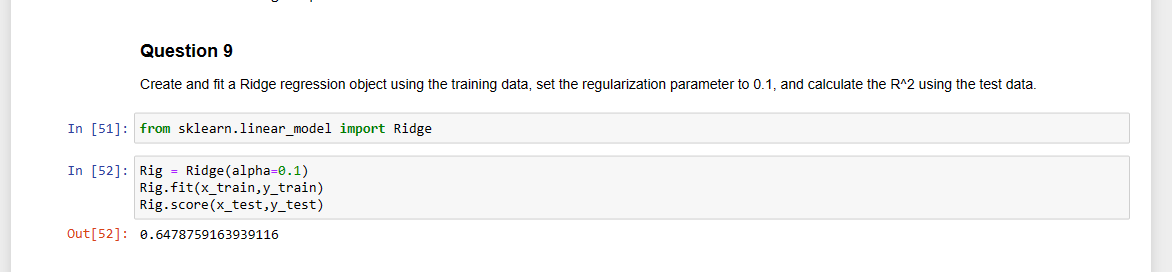 Question 9
Create and fit a Ridge regression object using the training data, set the regularization parameter to 0.1, and calculate the R^2 using the test data.
In [51]: from sklearn.linear_model import Ridge
In [52]: Rig = Ridge(alpha=0.1)
Rig.fit(x_train,y_train)
Rig.score(x_test,y_test)
Out[52]: 0.6478759163939116